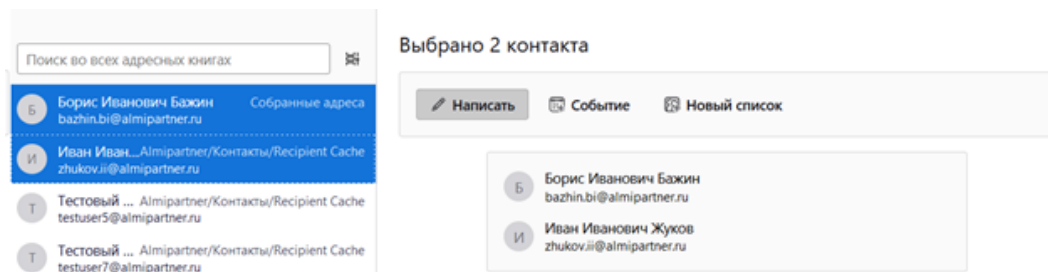 Поиск во всех адресных книгах
Б
Борис Иванович Бажин Собранные адреса
bazhin.bi@almipartner.ru
И
Иван Иван...Almipartner/Контакты/Recipient Cache
zhukov.ii@almipartner.ru
Т
Тестовый ... Almipartner/Контакты/Recipient Cache
testuser5@almipartner.ru
Т
Тестовый ... Almipartner/Контакты/Recipient Cache
testuser7@almipartner.ru
Выбрано 2 контакта
Написать Событие Новый список
Б
Борис Иванович Бажин
bazhin.bi@almipartner.ru
И
Иван Иванович Жуков
zhukov.ii@almipartner.ru